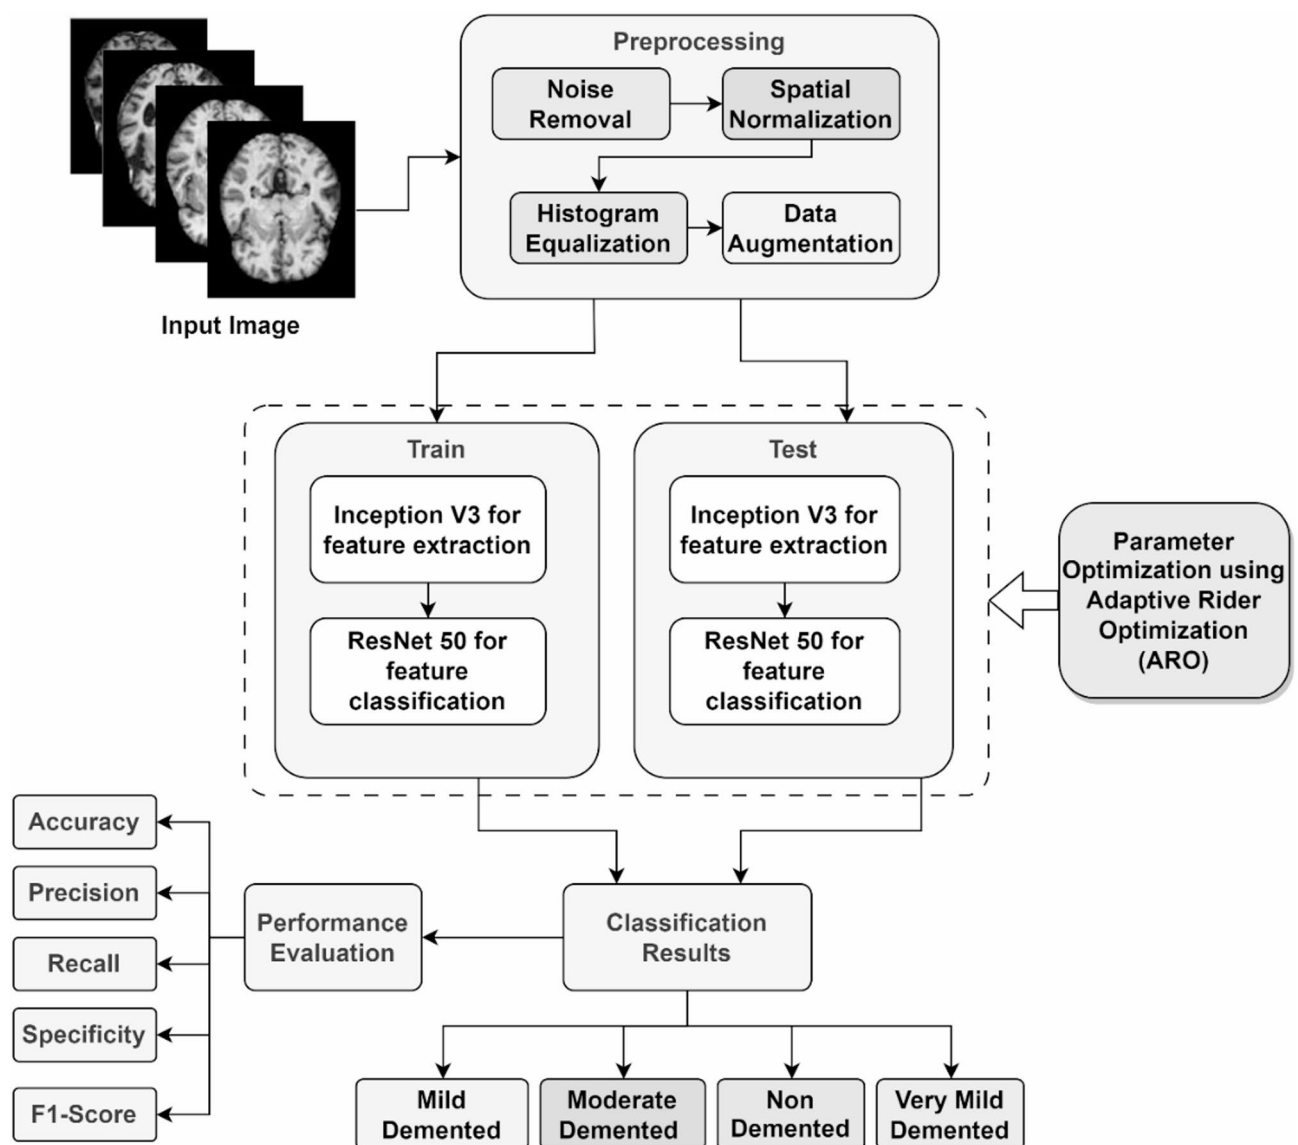 Preprocessing
Noise
Removal
Spatial
Normalization
Histogram
Equalization
Data
Augmentation
Input Image
Train
Inception V3 for
feature extraction
ResNet 50 for
feature
classification
Test
Inception V3 for
feature extraction
ResNet 50 for
feature
classification
Parameter
Optimization using
Adaptive Rider
Optimization
(ARO)
Classification
Results
Performance
Evaluation
Accuracy
Precision
Recall
Specificity
F1-Score
Mild
Demented
Moderate
Demented
Non
Demented
Very Mild
Demented